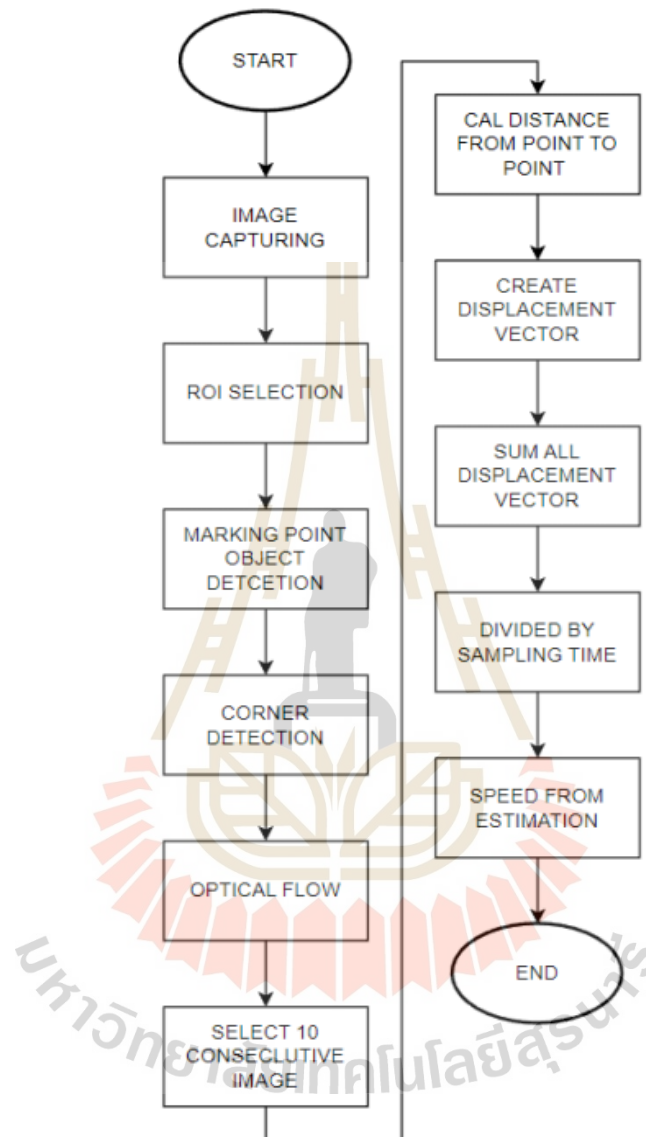 START
IMAGE
CAPTURING
ROI SELECTION
MARKING POINT
OBJECT
DETCETION
CORNER
DETECTION
OPTICAL FLOW
SELECT 10
CONSECLUTIVE
IMAGE
CAL DISTANCE
FROM POINT TO
POINT
CREATE
DISPLACEMENT
VECTOR
SUM ALL
DISPLACEMENT
VECTOR
DIVIDED BY
SAMPLING TIME
SPEED FROM
ESTIMATION
END
มหาวิทยาลัยเทคโนโลยีสุรนารี